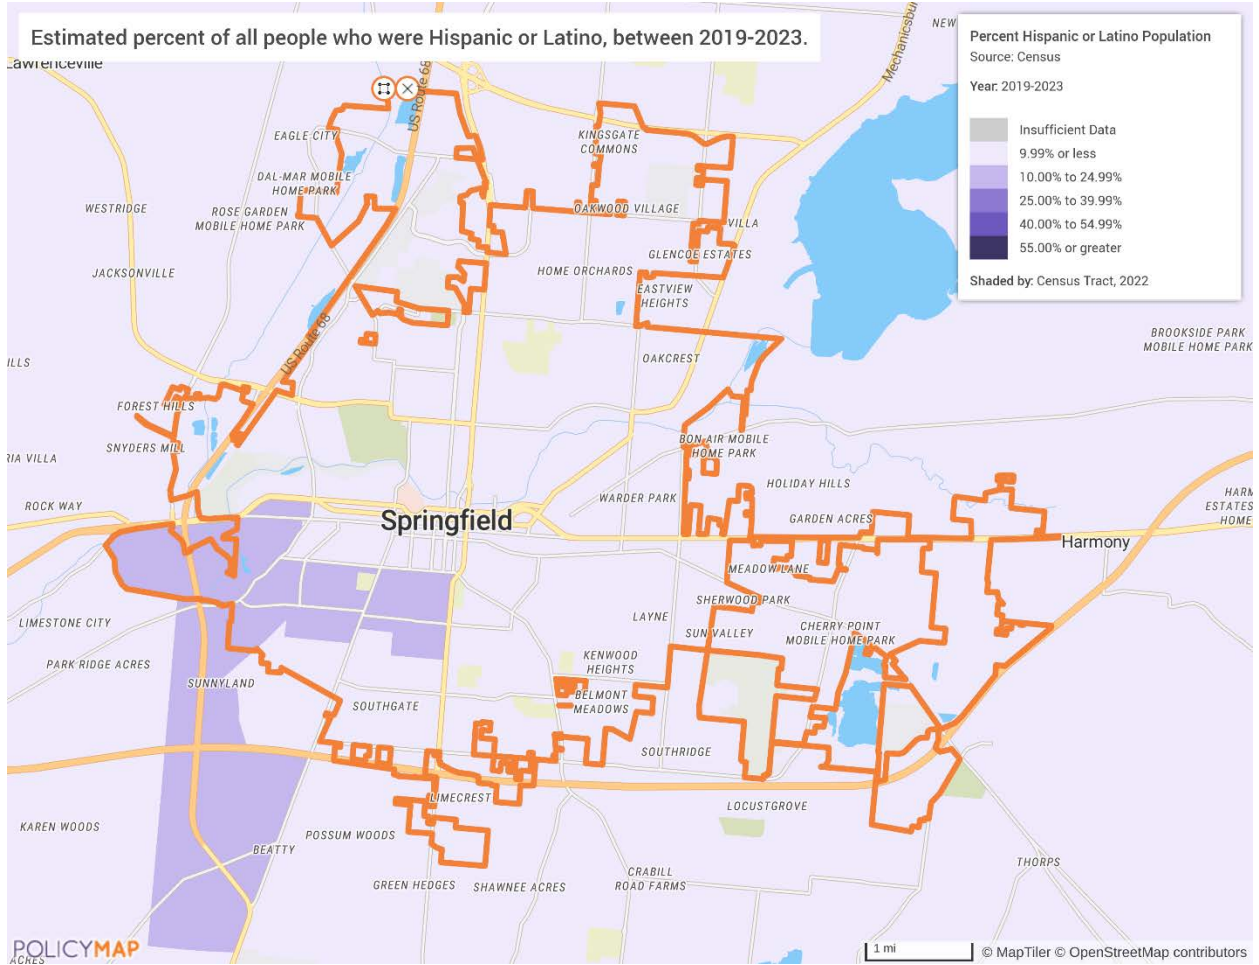 Estimated percent of all people who were Hispanic or Latino, between 2019-2023.
Percent Hispanic or Latino Population
Source: Census
Year: 2019-2023
Insufficient Data
9.99% or less
10.00% to 24.99%
25.00% to 39.99%
40.00% to 54.99%
55.00% or greater
Shaded by: Census Tract, 2022
NEW
Mechanicsbu
Lawrenceville
US Route 68
EAGLE CITY
KINGSGATE
COMMONS
DAL-MAR MOBILE
HOME PARK
WESTRIDGE
ROSE GARDEN
MOBILE HOME PARK
OAKWOOD VILLAGE
VILLA
GLENCOE ESTATES
JACKSONVILLE
HOME ORCHARDS
EASTVIEW
HEIGHTS
US Route 68
BROOKSIDE PARK
MOBILE HOME PARK
ILLS
OAKCREST
FOREST HILLS
SNYDERS MILL
BON AIR MOBILE
HOME PARK
RIA VILLA
HOLIDAY HILLS
ROCK WAY
WARDER PARK
HARM
ESTATES
HOME
Springfield
GARDEN ACRES
Harmony
MEADOW LANE
SHERWOOD PARK
LIMESTONE CITY
LAYNE
CHERRY POINT
MOBILE HOME PARK
SUN VALLEY
PARK RIDGE ACRES
KENWOOD
HEIGHTS
SUNNYLAND
BELMONT
MEADOWS
SOUTHGATE
SOUTHRIDGE
LIMECREST
LOCUSTGROVE
KAREN WOODS
POSSUM WOODS
BEATTY
THORPS
CRABILL
ROAD FARMS
GREEN HEDGES
SHAWNEE ACRES
ACRES
POLICYMAP
1 mi
© MapTiler © OpenStreetMap contributors